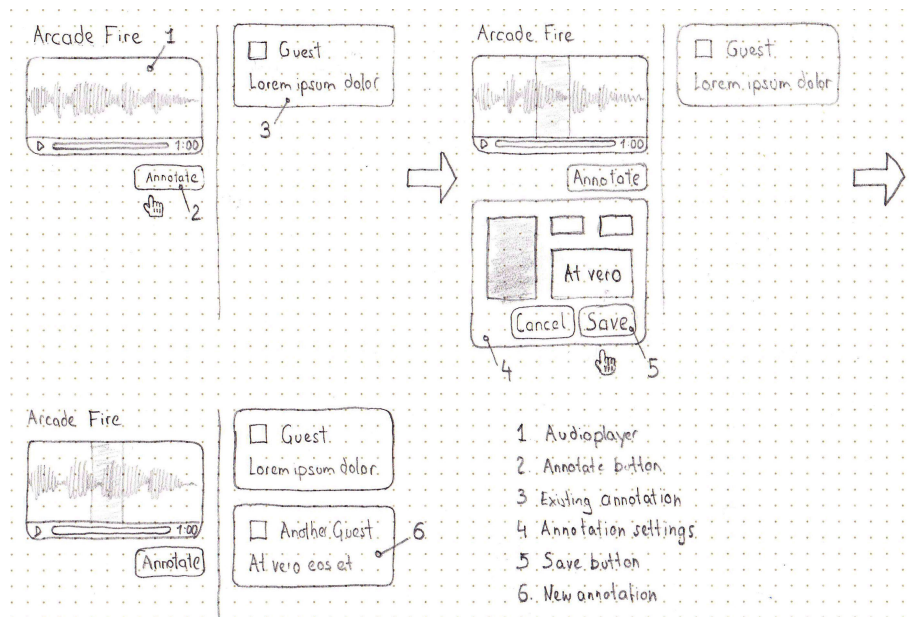 Arcade Fire
1
1:00
Annotate
2
Guest
Lorem ipsum dolor
3
Arcade Fire
1:00
Annotate
At vero
Cancel
Save
4
5
Guest
Lorem ipsum dolor
Arcade Fire
1:00
Annotate
Guest
Lorem ipsum dolor.
Another Guest
At vero eos et
6
1 Audioplayer
2. Annotate button
3 Existing annotation
4 Annotation settings
5 Save button
6. New annotation